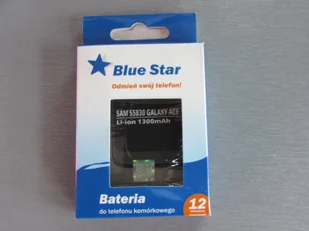 Blue Star
Odmień swój telefon!
SAM S5830 GALAXY ACE
Li-ion 1300mAh
Bateria
do telefonu komórkowego
12